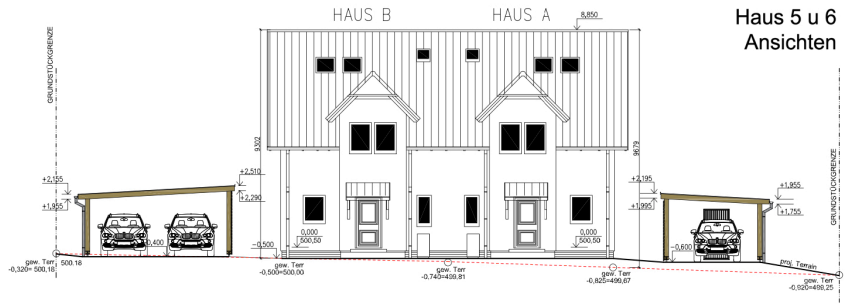 HAUS B
HAUS A
8,850
Haus 5 u 6
Ansichten
GRUNDSTÜCKGRENZE
9302
9679
GRUNDSTÜCKGRENZE
+2,155
+1,955
+2,510
+2,290
+2,195
+1,995
+1,955
+1,755
0,000
500,50
0,000
500,50
-0,400
-0,500
-0,600
gew. Terr
-0,320= 500,18
500.18
gew. Terr
-0,500=500,00
gew. Terr
-0,740=499,81
gew. Terr
-0,825=499,67
proj. Terrain
gew. Terr
-0,920=499,25